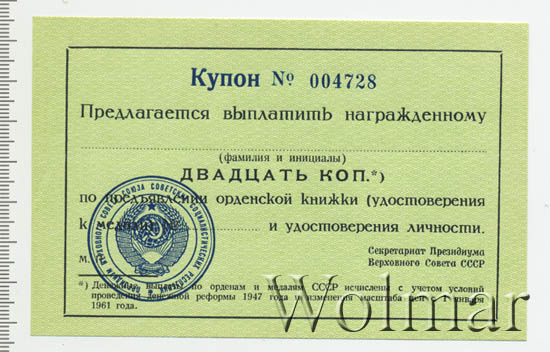 Купон № 004728
Предлагается выплатить награжденному
(фамилия и инициалы)
ДВАДЦАТЬ КОП.*)
по предъявлении орденской книжки (удостоверения
к медали) и удостоверения личности.
Секретариат Президиума
Верховного Совета СССР
м.
*) Денежные выплаты по орденам и медалям СССР исчислены с учетом условий
проведения денежной реформы 1947 года и изменения масштаба цен с 1 января
1961 года.
Wolmar